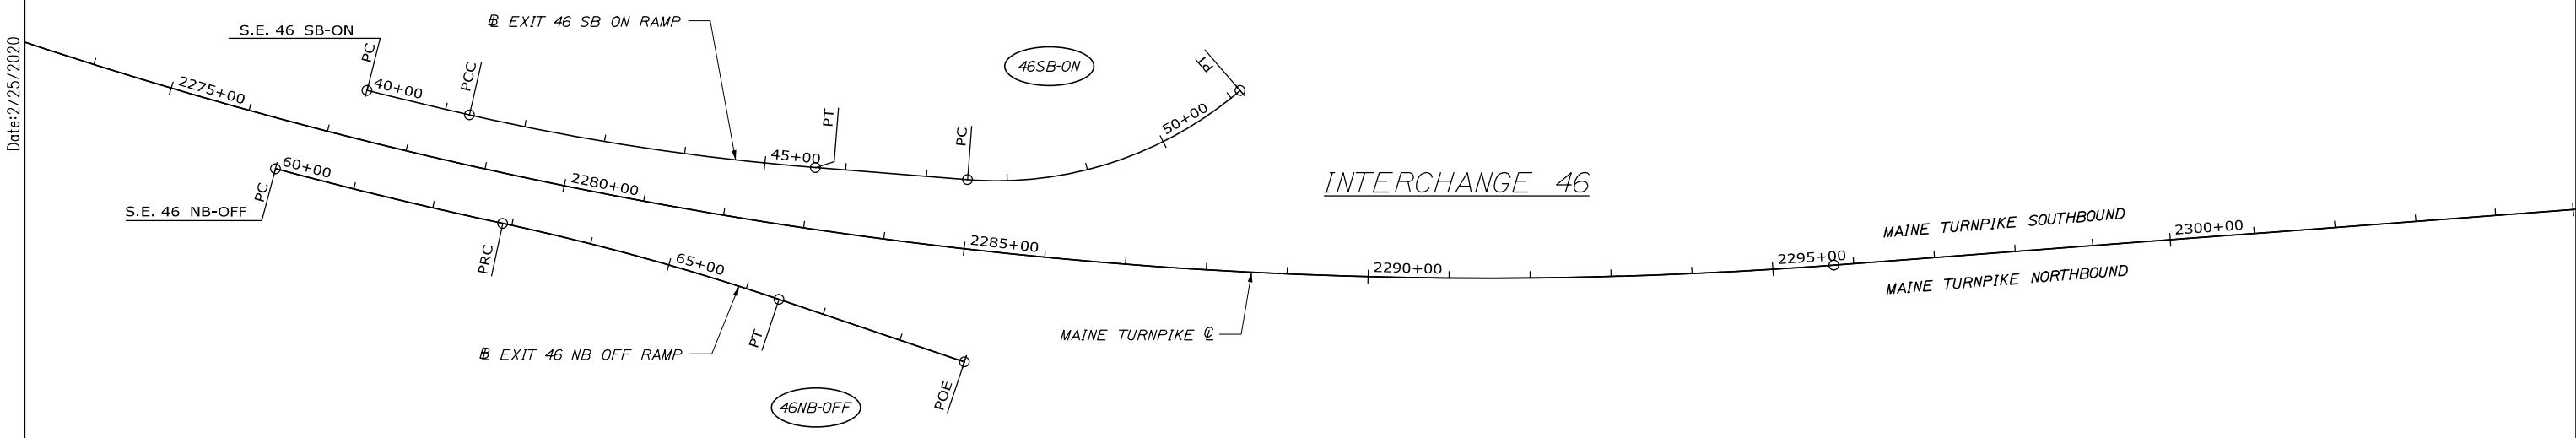 Date:2/25/2020
S.E. 46 SB-ON
PC
PCC
BL EXIT 46 SB ON RAMP
46SB-ON
PT
40+00
2275+00
45+00
PT
PC
50+00
60+00
PC
S.E. 46 NB-OFF
2280+00
INTERCHANGE 46
PRC
65+00
2285+00
2290+00
2295+00
2300+00
MAINE TURNPIKE SOUTHBOUND
MAINE TURNPIKE NORTHBOUND
MAINE TURNPIKE ℄
BL EXIT 46 NB OFF RAMP
PT
POE
46NB-OFF